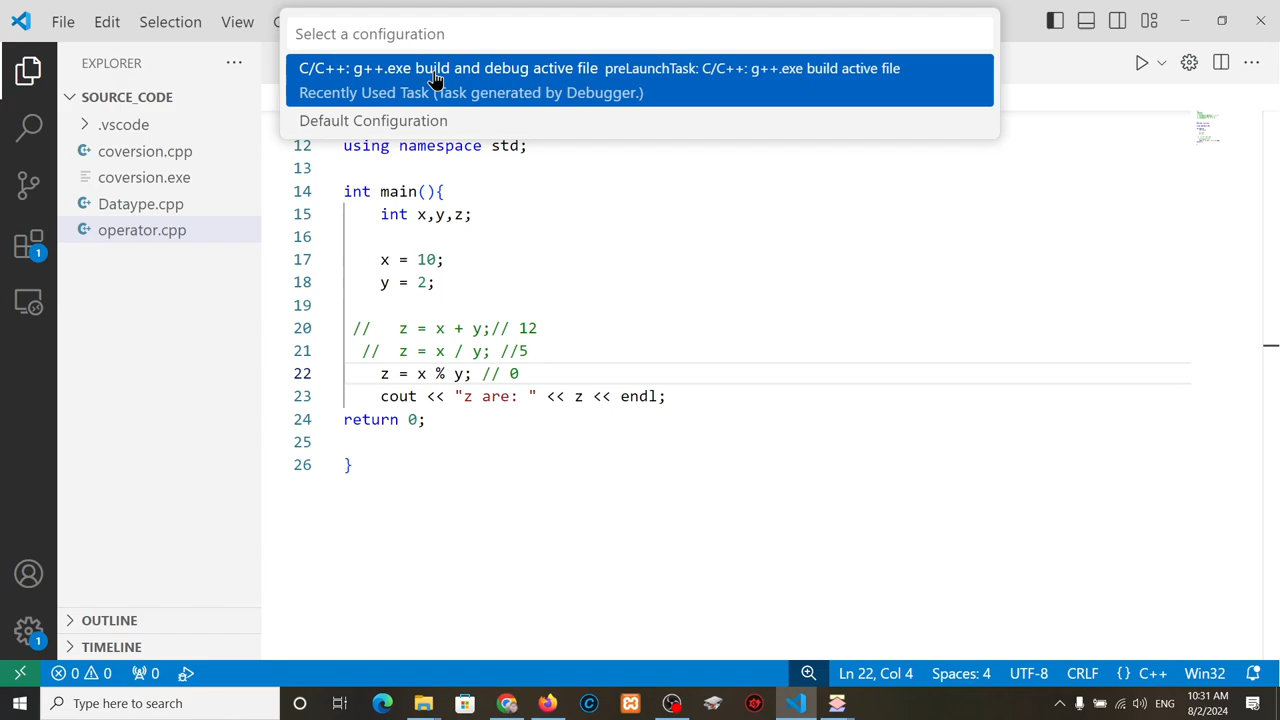 File Edit Selection View
Select a configuration
C/C++: g++.exe build and debug active file preLaunchTask: C/C++: g++.exe build active file
Recently Used Task (Task generated by Debugger.)
Default Configuration
EXPLORER
SOURCE_CODE
.vscode
coversion.cpp
coversion.exe
Dataype.cpp
operator.cpp
OUTLINE
TIMELINE
12 using namespace std;
13
14 int main(){
15 int x,y,z;
16
17 x = 10;
18 y = 2;
19
20 // z = x + y;// 12
21 // z = x / y; //5
22 z = x % y; // 0
23 cout << "z are: " << z << endl;
24 return 0;
25
26 }
1
1
0 0 0 Ln 22, Col 4 Spaces: 4 UTF-8 CRLF {} C++ Win32
Type here to search ENG 10:31 AM
8/2/2024